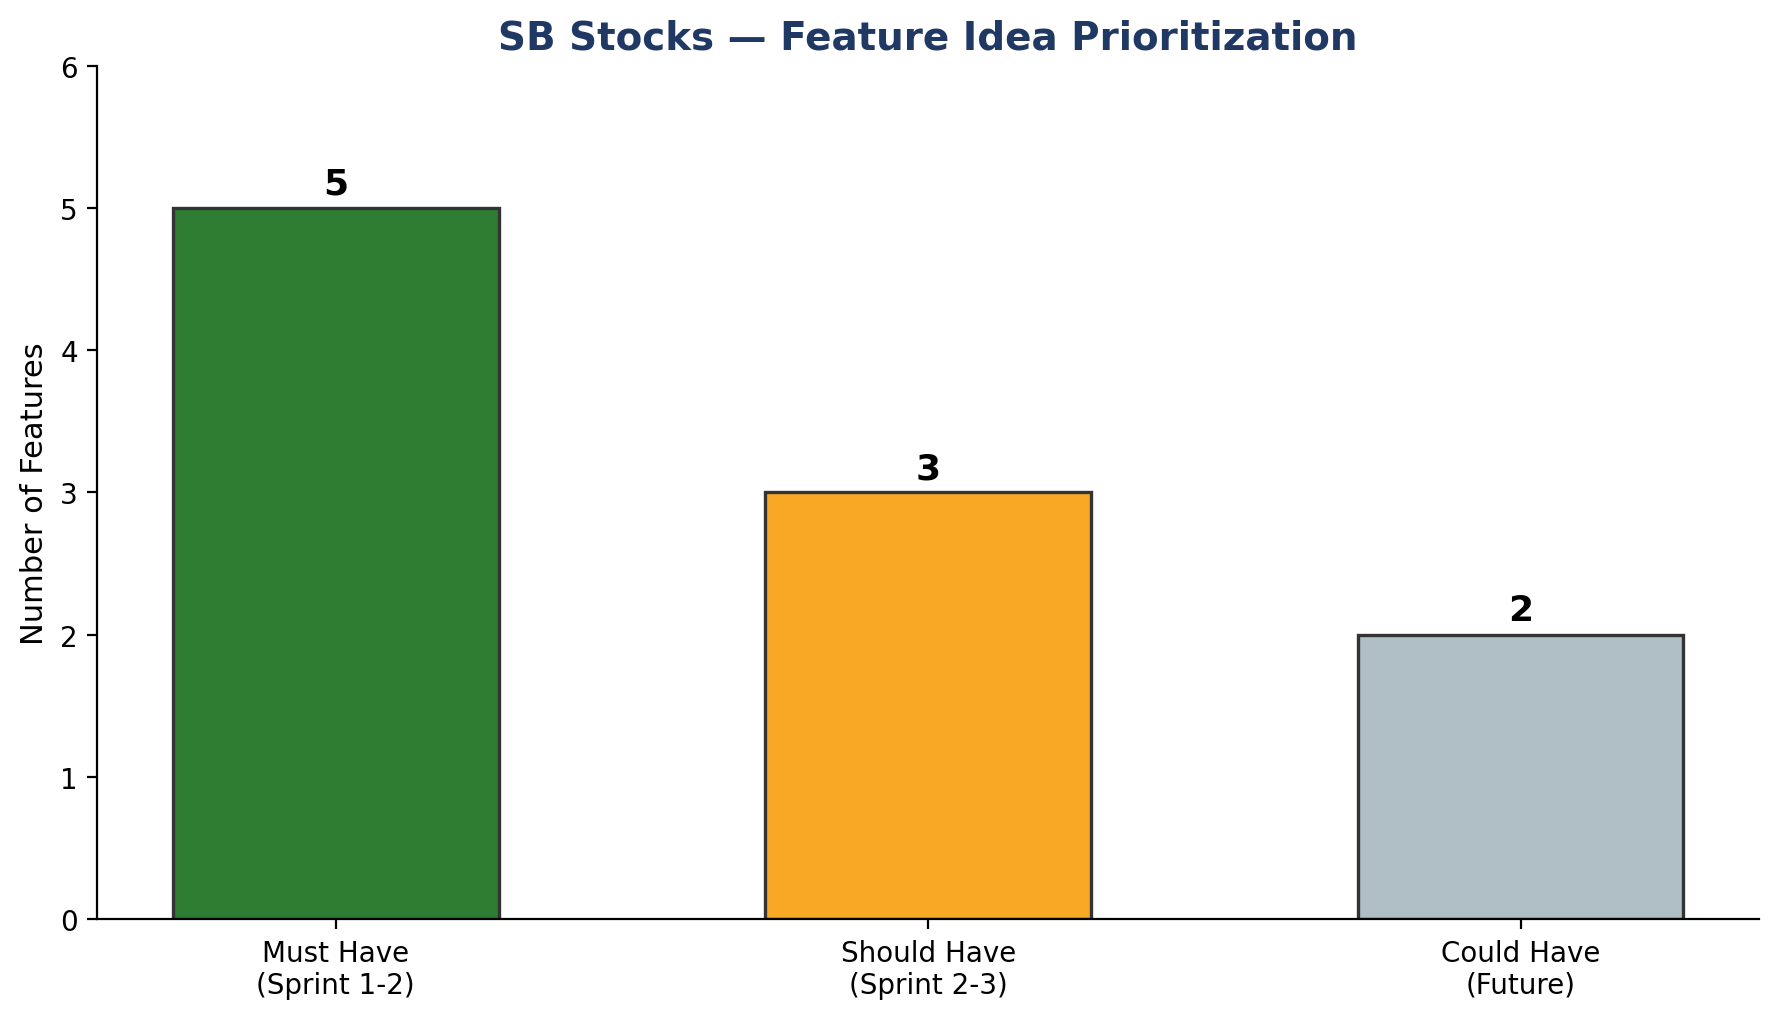 SB Stocks — Feature Idea Prioritization
Number of Features
6
5
4
3
2
1
0
5
3
2
Must Have
(Sprint 1-2)
Should Have
(Sprint 2-3)
Could Have
(Future)